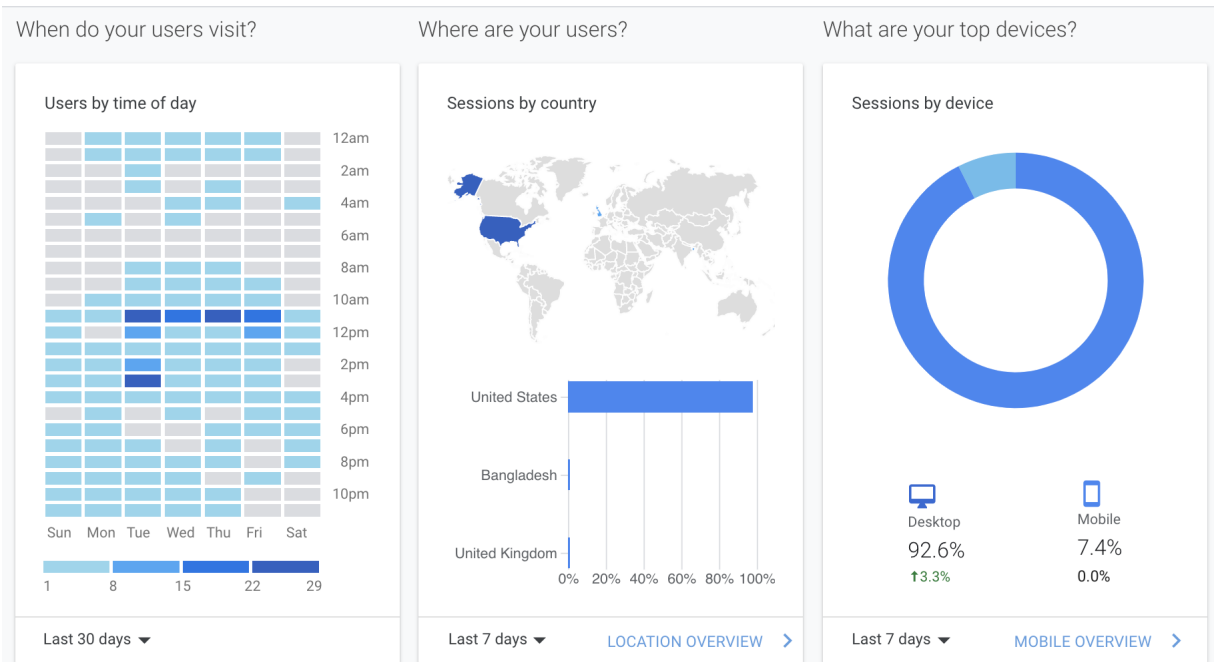 When do your users visit?
Users by time of day
12am
2am
4am
6am
8am
10am
12pm
2pm
4pm
6pm
8pm
10pm
Sun Mon Tue Wed Thu Fri Sat
1 8 15 22 29
Last 30 days
Where are your users?
Sessions by country
United States
Bangladesh
United Kingdom
0% 20% 40% 60% 80% 100%
Last 7 days LOCATION OVERVIEW
What are your top devices?
Sessions by device
Desktop Mobile
92.6% 7.4%
3.3% 0.0%
Last 7 days MOBILE OVERVIEW